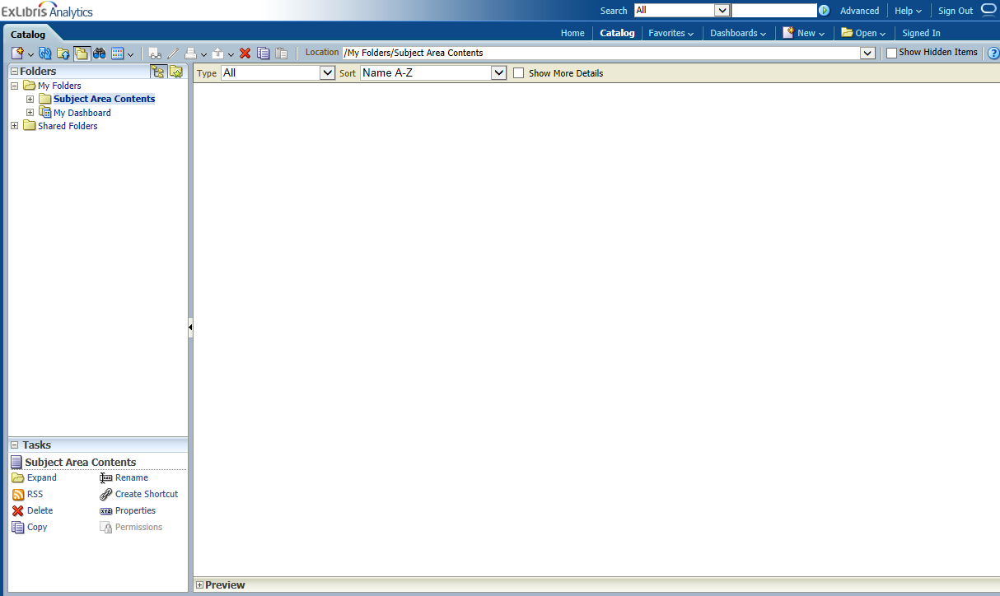 ExLibris Analytics
Search All Advanced Help Sign Out
Catalog
Home Catalog Favorites Dashboards New Open Signed In
Location /My Folders/Subject Area Contents Show Hidden Items ?
Folders
Type All Sort Name A-Z Show More Details
My Folders
Subject Area Contents
My Dashboard
Shared Folders
Tasks
Subject Area Contents
Expand Rename
RSS Create Shortcut
Delete Properties
Copy Permissions
Preview